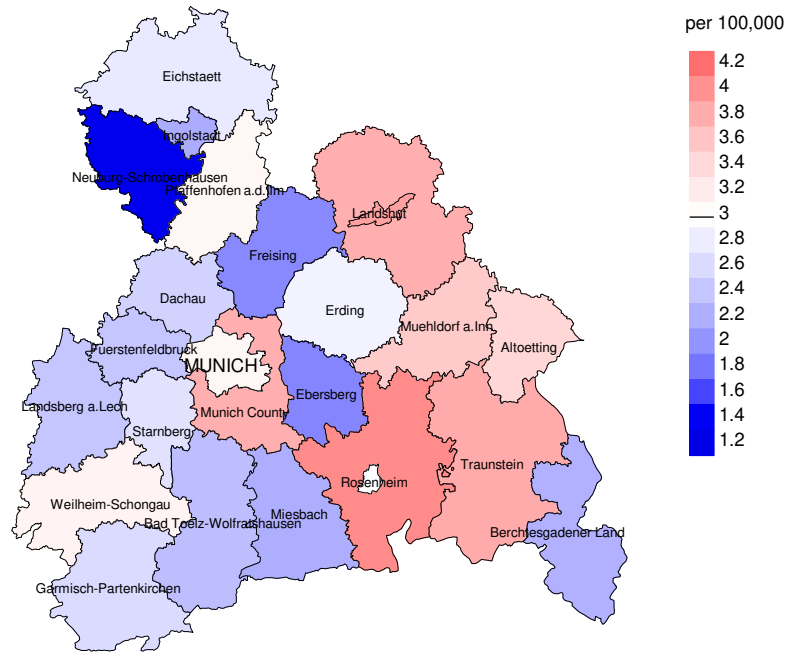 per 100,000
4.2
4
3.8
3.6
3.4
3.2
3
2.8
2.6
2.4
2.2
2
1.8
1.6
1.4
1.2
Eichstaett
Ingolstadt
Neuburg-Schrobenhausen
Pfaffenhofen a.d.Ilm
Landshut
Freising
Dachau
Erding
Muehldorf a.Inn
Altoetting
Fuerstenfeldbruck
MUNICH
Ebersberg
Landsberg a.Lech
Munich County
Starnberg
Traunstein
Rosenheim
Weilheim-Schongau
Miesbach
Bad Toelz-Wolfratshausen
Berchtesgadener Land
Garmisch-Partenkirchen